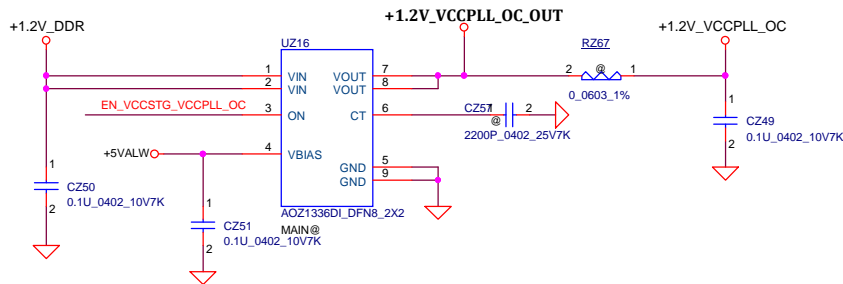 +1.2V_VCCPLL_OC_OUT
+1.2V_DDR
+1.2V_VCCPLL_OC
UZ16
RZ67
1 VIN VOUT 7
2 VIN VOUT 8
2 @ 1
0_0603_1%
EN_VCCSTG_VCCPLL_OC 3 ON CT 6
CZ57 1 2
@
2200P_0402_25V7K
1
CZ49
0.1U_0402_10V7K
2
+5VALW 4 VBIAS
GND 5
GND 9
1
CZ50
0.1U_0402_10V7K
2
AOZ1336DI_DFN8_2X2
MAIN@
1
CZ51
0.1U_0402_10V7K
2